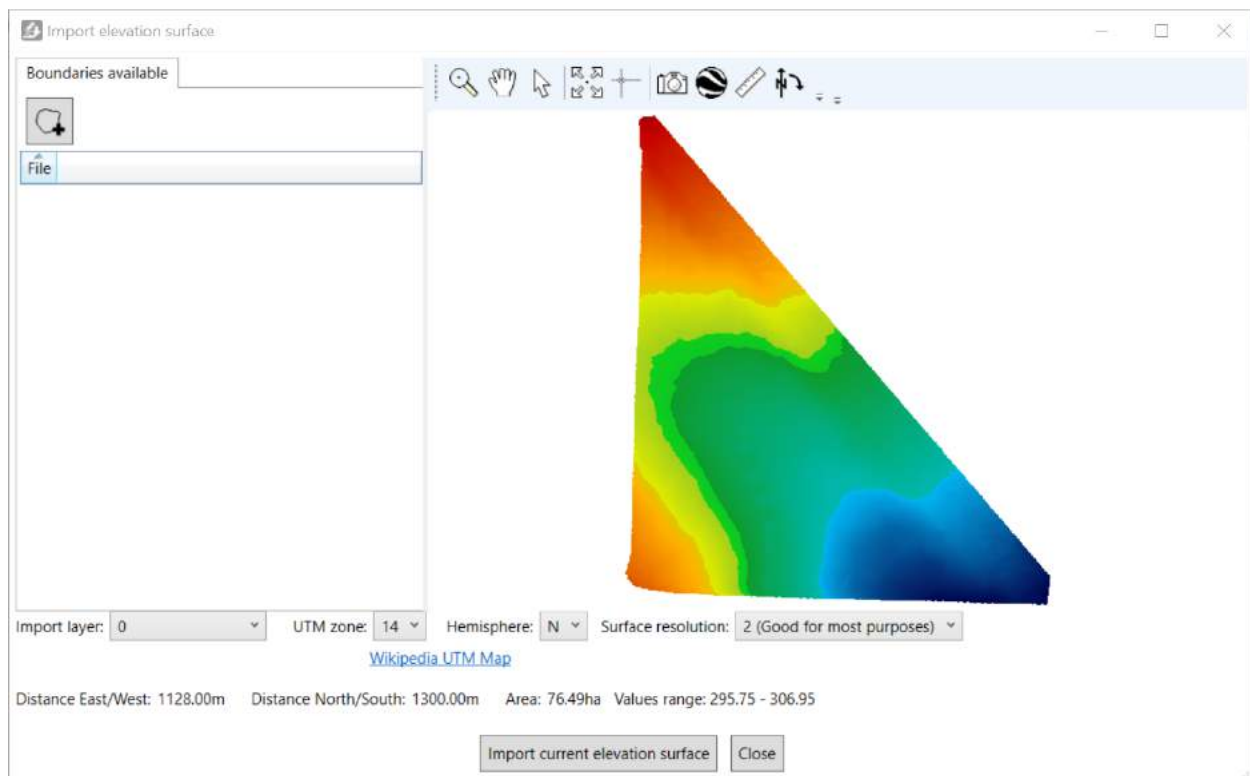 Import elevation surface
Boundaries available
File
Import layer: 0 UTM zone: 14 Hemisphere: N Surface resolution: 2 (Good for most purposes)
Wikipedia UTM Map
Distance East/West: 1128.00m Distance North/South: 1300.00m Area: 76.49ha Values range: 295.75 - 306.95
Import current elevation surface Close